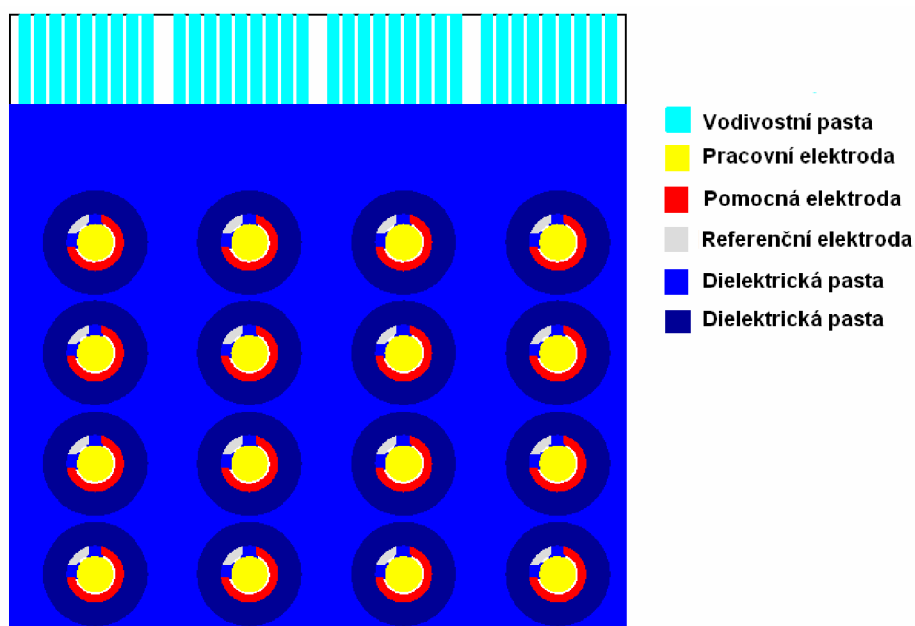 Vodivostní pasta
Pracovní elektroda
Pomocná elektroda
Referenční elektroda
Dielektrická pasta
Dielektrická pasta